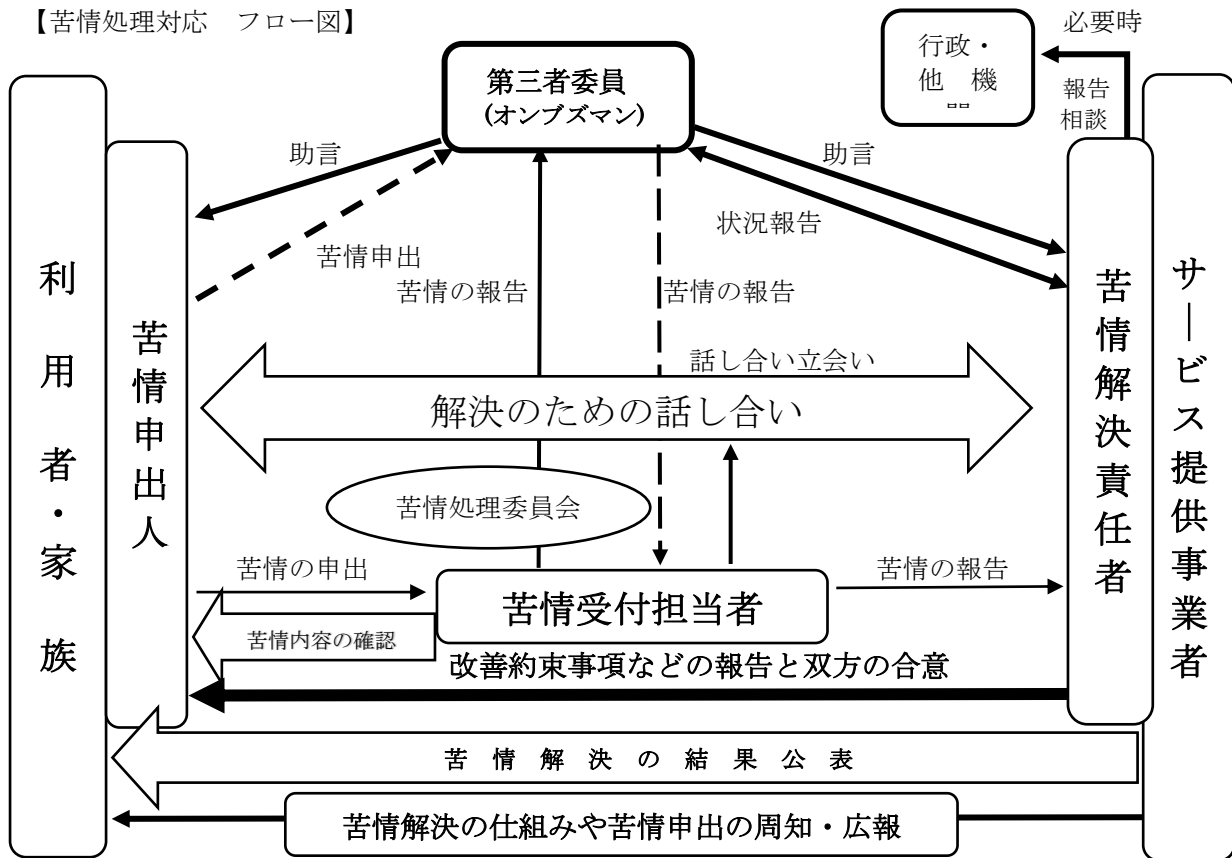 【苦情処理対応　フロー図】
必要時
行政・
他　機
報告
相談
第三者委員
(オンブズマン)
助言
助言
状況報告
苦情申出
苦情の報告
苦情の報告
利用者・家族
苦情申出人
苦情解決責任者
サービス提供事業者
話し合い立会い
解決のための話し合い
苦情処理委員会
苦情の申出
苦情受付担当者
苦情の報告
苦情内容の確認
改善約束事項などの報告と双方の合意
苦情解決の結果公表
苦情解決の仕組みや苦情申出の周知・広報